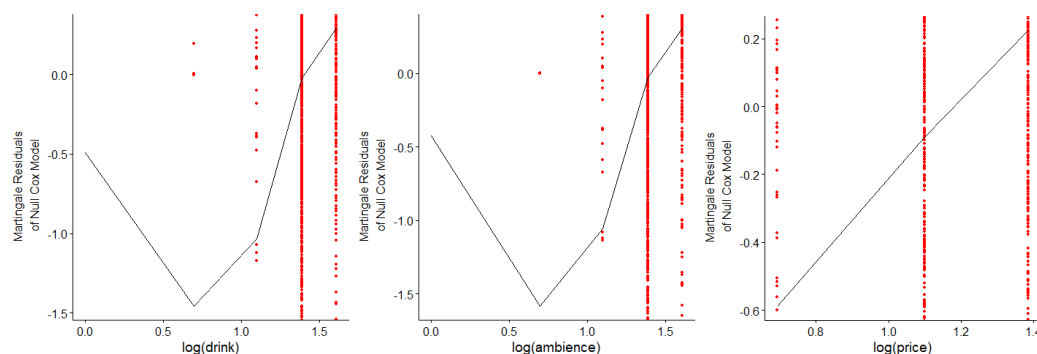 0.0
-0.5
-1.0
-1.5
Martingale Residuals
of Null Cox Model
0.0
0.5
1.0
1.5
log(drink)
0.0
-0.5
-1.0
-1.5
Martingale Residuals
of Null Cox Model
0.0
0.5
1.0
1.5
log(ambience)
0.2
0.0
-0.2
-0.4
-0.6
Martingale Residuals
of Null Cox Model
0.8
1.0
1.2
1.4
log(price)